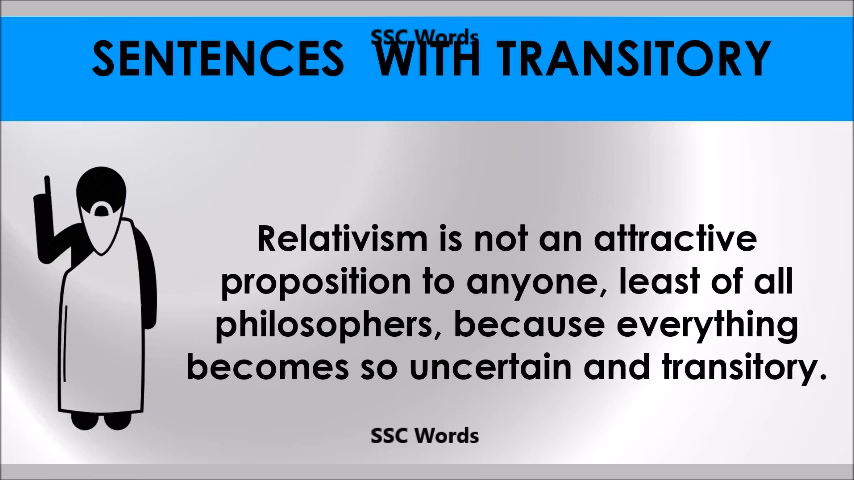 SSC Words
SENTENCES WITH TRANSITORY
Relativism is not an attractive
proposition to anyone, least of all
philosophers, because everything
becomes so uncertain and transitory.
SSC Words